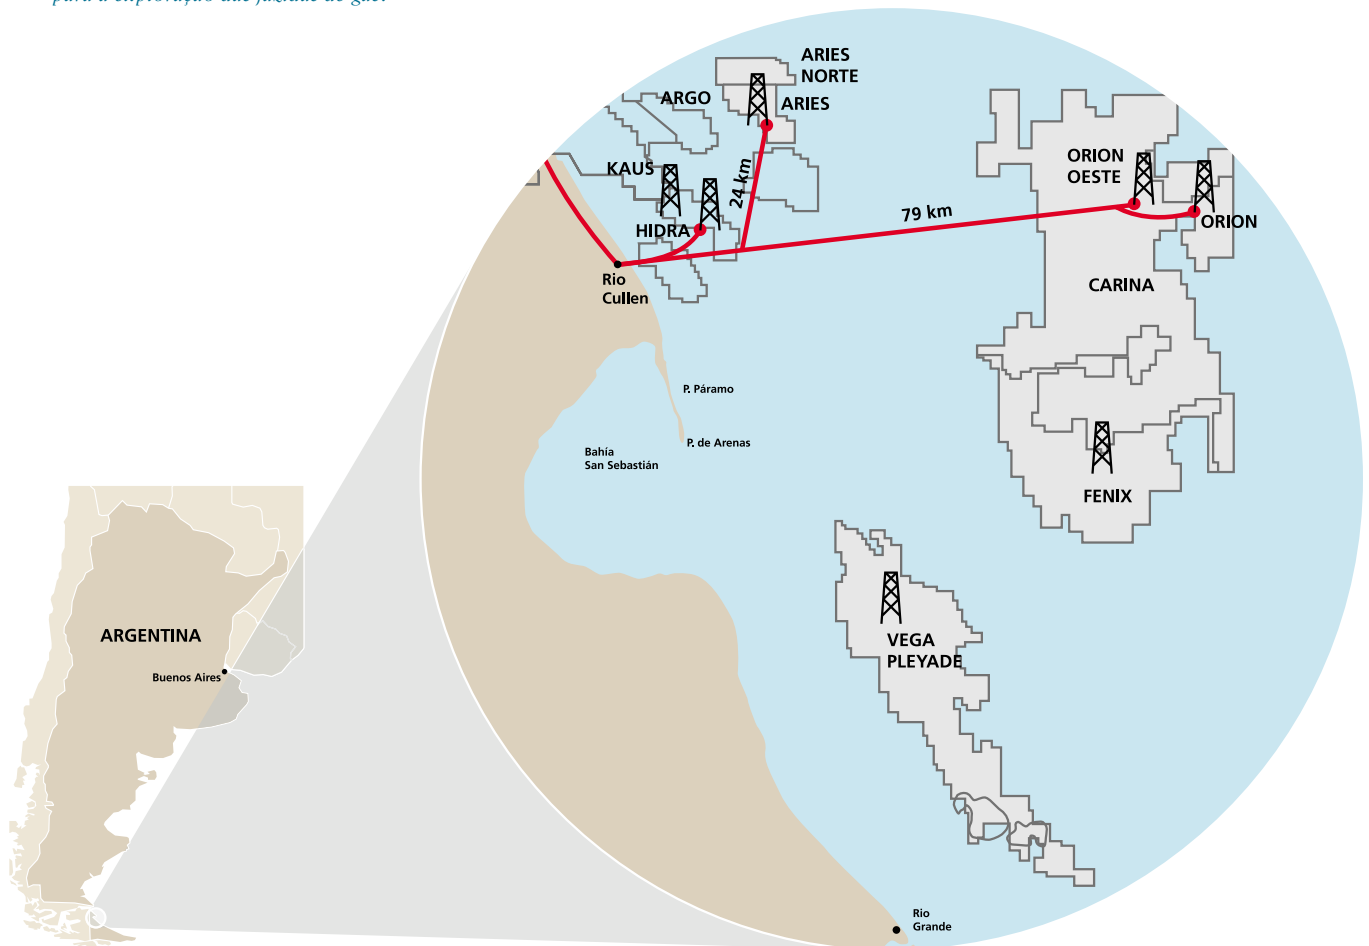 ARIES
NORTE
ARGO
ARIES
KAUS
24 km
ORION
OESTE
79 km
HIDRA
ORION
Rio
Cullen
CARINA
P. Páramo
P. de Arenas
Bahía
San Sebastián
FENIX
ARGENTINA
VEGA
PLEYADE
Buenos Aires
Rio
Grande